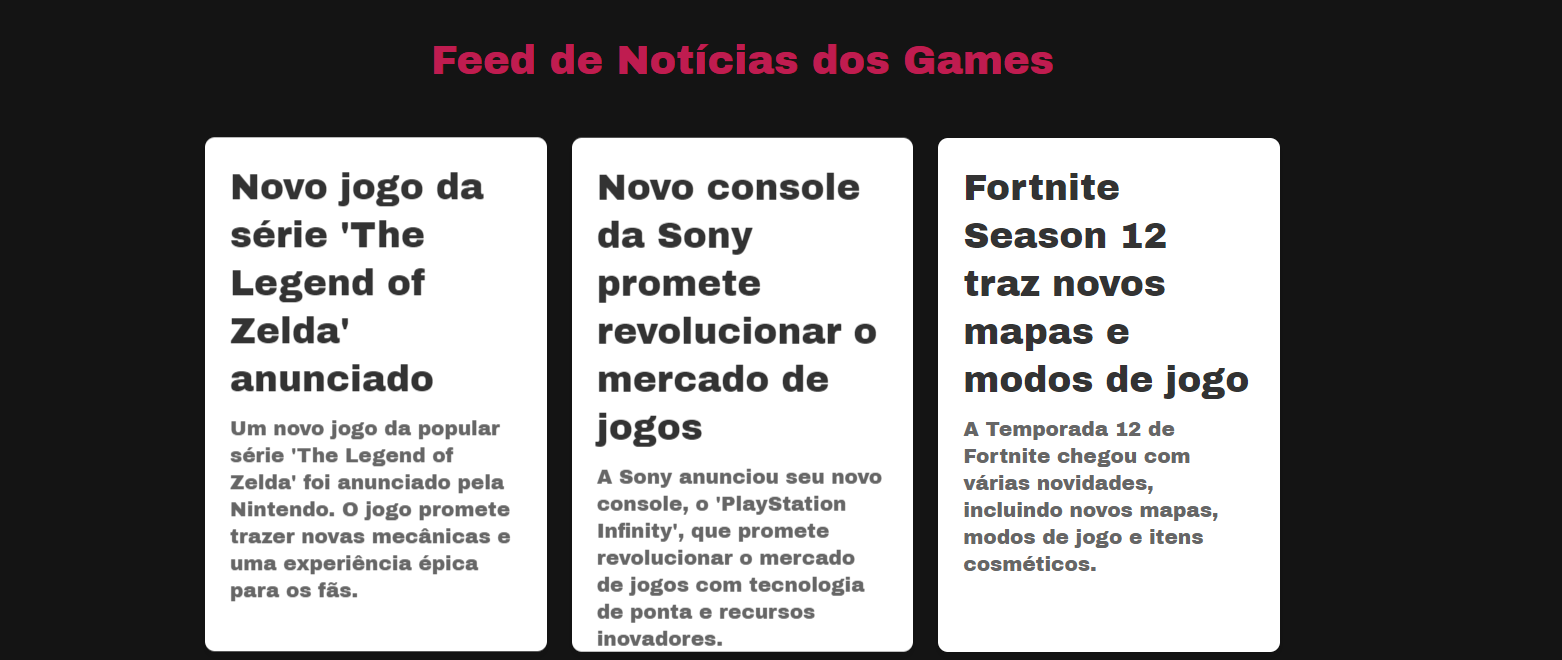 Feed de Notícias dos Games
Novo jogo da
série 'The
Legend of
Zelda'
anunciado
Um novo jogo da popular
série 'The Legend of
Zelda' foi anunciado pela
Nintendo. O jogo promete
trazer novas mecânicas e
uma experiência épica
para os fãs.
Novo console
da Sony
promete
revolucionar o
mercado de
jogos
A Sony anunciou seu novo
console, o 'PlayStation
Infinity', que promete
revolucionar o mercado
de jogos com tecnologia
de ponta e recursos
inovadores.
Fortnite
Season 12
traz novos
mapas e
modos de jogo
A Temporada 12 de
Fortnite chegou com
várias novidades,
incluindo novos mapas,
modos de jogo e itens
cosméticos.